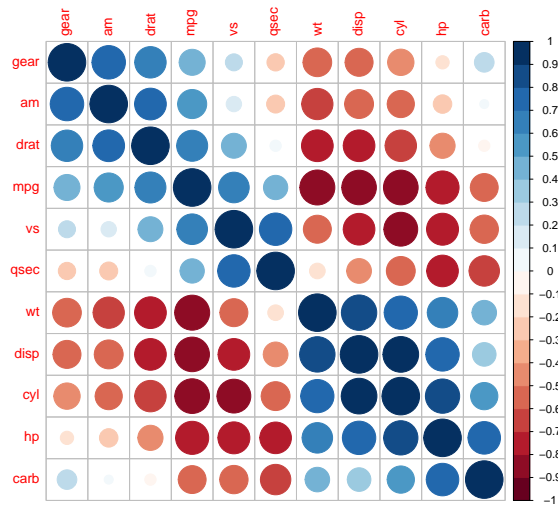 gear am drat mpg vs qsec wt disp cyl hp carb
gear
am
drat
mpg
vs
qsec
wt
disp
cyl
hp
carb
1
0.9
0.8
0.7
0.6
0.5
0.4
0.3
0.2
0.1
0
−0.1
−0.2
−0.3
−0.4
−0.5
−0.6
−0.7
−0.8
−0.9
−1